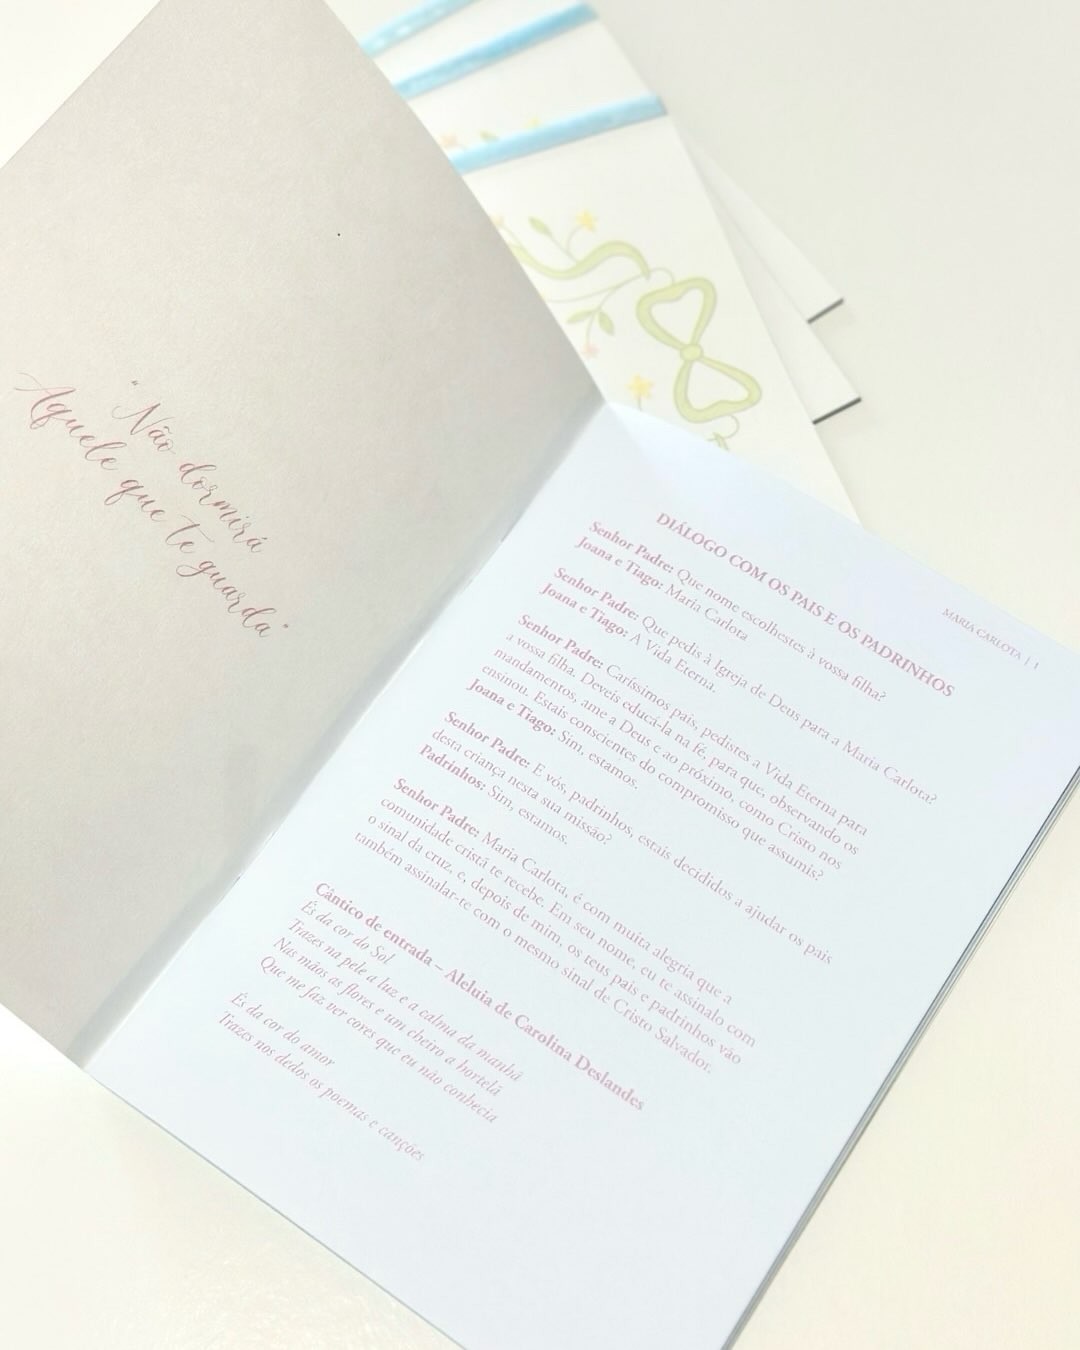 "Não dormirá
Aquele que te guarda"
MARIA CARLOTA | 1
DIÁLOGO COM OS PAIS E OS PADRINHOS
Senhor Padre: Que nome escolhestes à vossa filha?
Joana e Tiago: Maria Carlota
Senhor Padre: Que pedis à Igreja de Deus para a Maria Carlota?
Joana e Tiago: A Vida Eterna.
Senhor Padre: Caríssimos pais, pedistes a Vida Eterna para
a vossa filha. Deveis educá-la na fé, para que, observando os
mandamentos, ame a Deus e ao próximo, como Cristo nos
ensinou. Estais conscientes do compromisso que assumis?
Joana e Tiago: Sim, estamos.
Senhor Padre: E vós, padrinhos, estais decididos a ajudar os pais
desta criança nesta sua missão?
Padrinhos: Sim, estamos.
Senhor Padre: Maria Carlota, é com muita alegria que a
comunidade cristã te recebe. Em seu nome, eu te assinalo com
o sinal da cruz, e, depois de mim, os teus pais e padrinhos vão
também assinalar-te com o mesmo sinal de Cristo Salvador.
Cântico de entrada – Aleluia de Carolina Deslandes
És da cor do Sol
Trazes na pele a luz e a calma da manhã
Nas mãos as flores e um cheiro a hortelã
Que me faz ver cores que eu não conhecia
És da cor do amor
Trazes nos dedos os poemas e canções